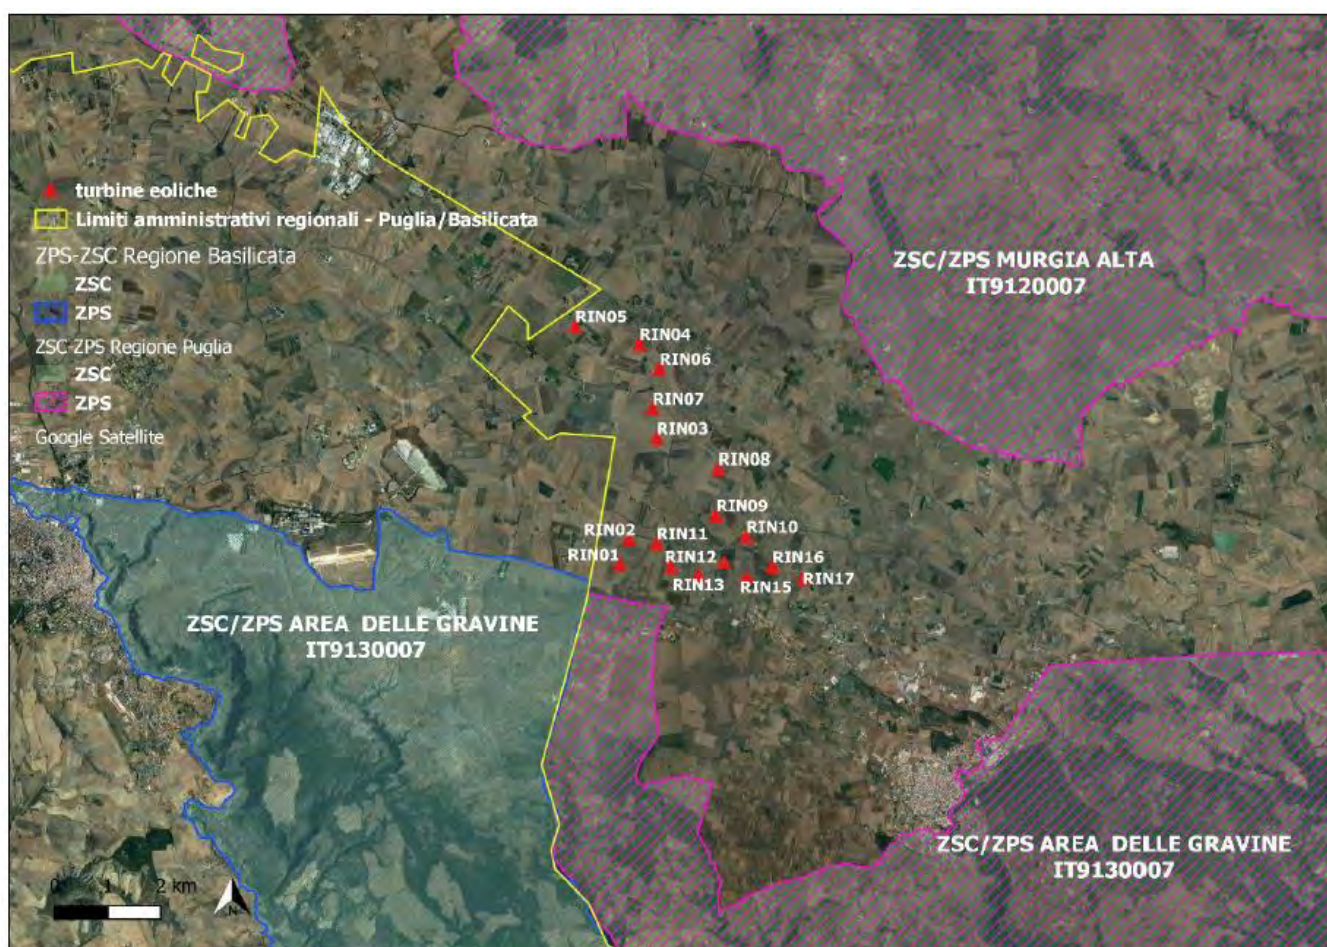 turbine eoliche
Limiti amministrativi regionali - Puglia/Basilicata
ZPS-ZSC Regione Basilicata
ZSC
ZPS
ZSC-ZPS Regione Puglia
ZSC
ZPS
Google Satellite
ZSC/ZPS MURGIA ALTA
IT9120007
RIN05
RIN04
RIN06
RIN07
RIN03
RIN08
RIN09
RIN10
RIN02
RIN11
RIN01
RIN12
RIN16
RIN13
RIN15
RIN17
ZSC/ZPS AREA DELLE GRAVINE
IT9130007
ZSC/ZPS AREA DELLE GRAVINE
IT9130007
0 1 2 km
N